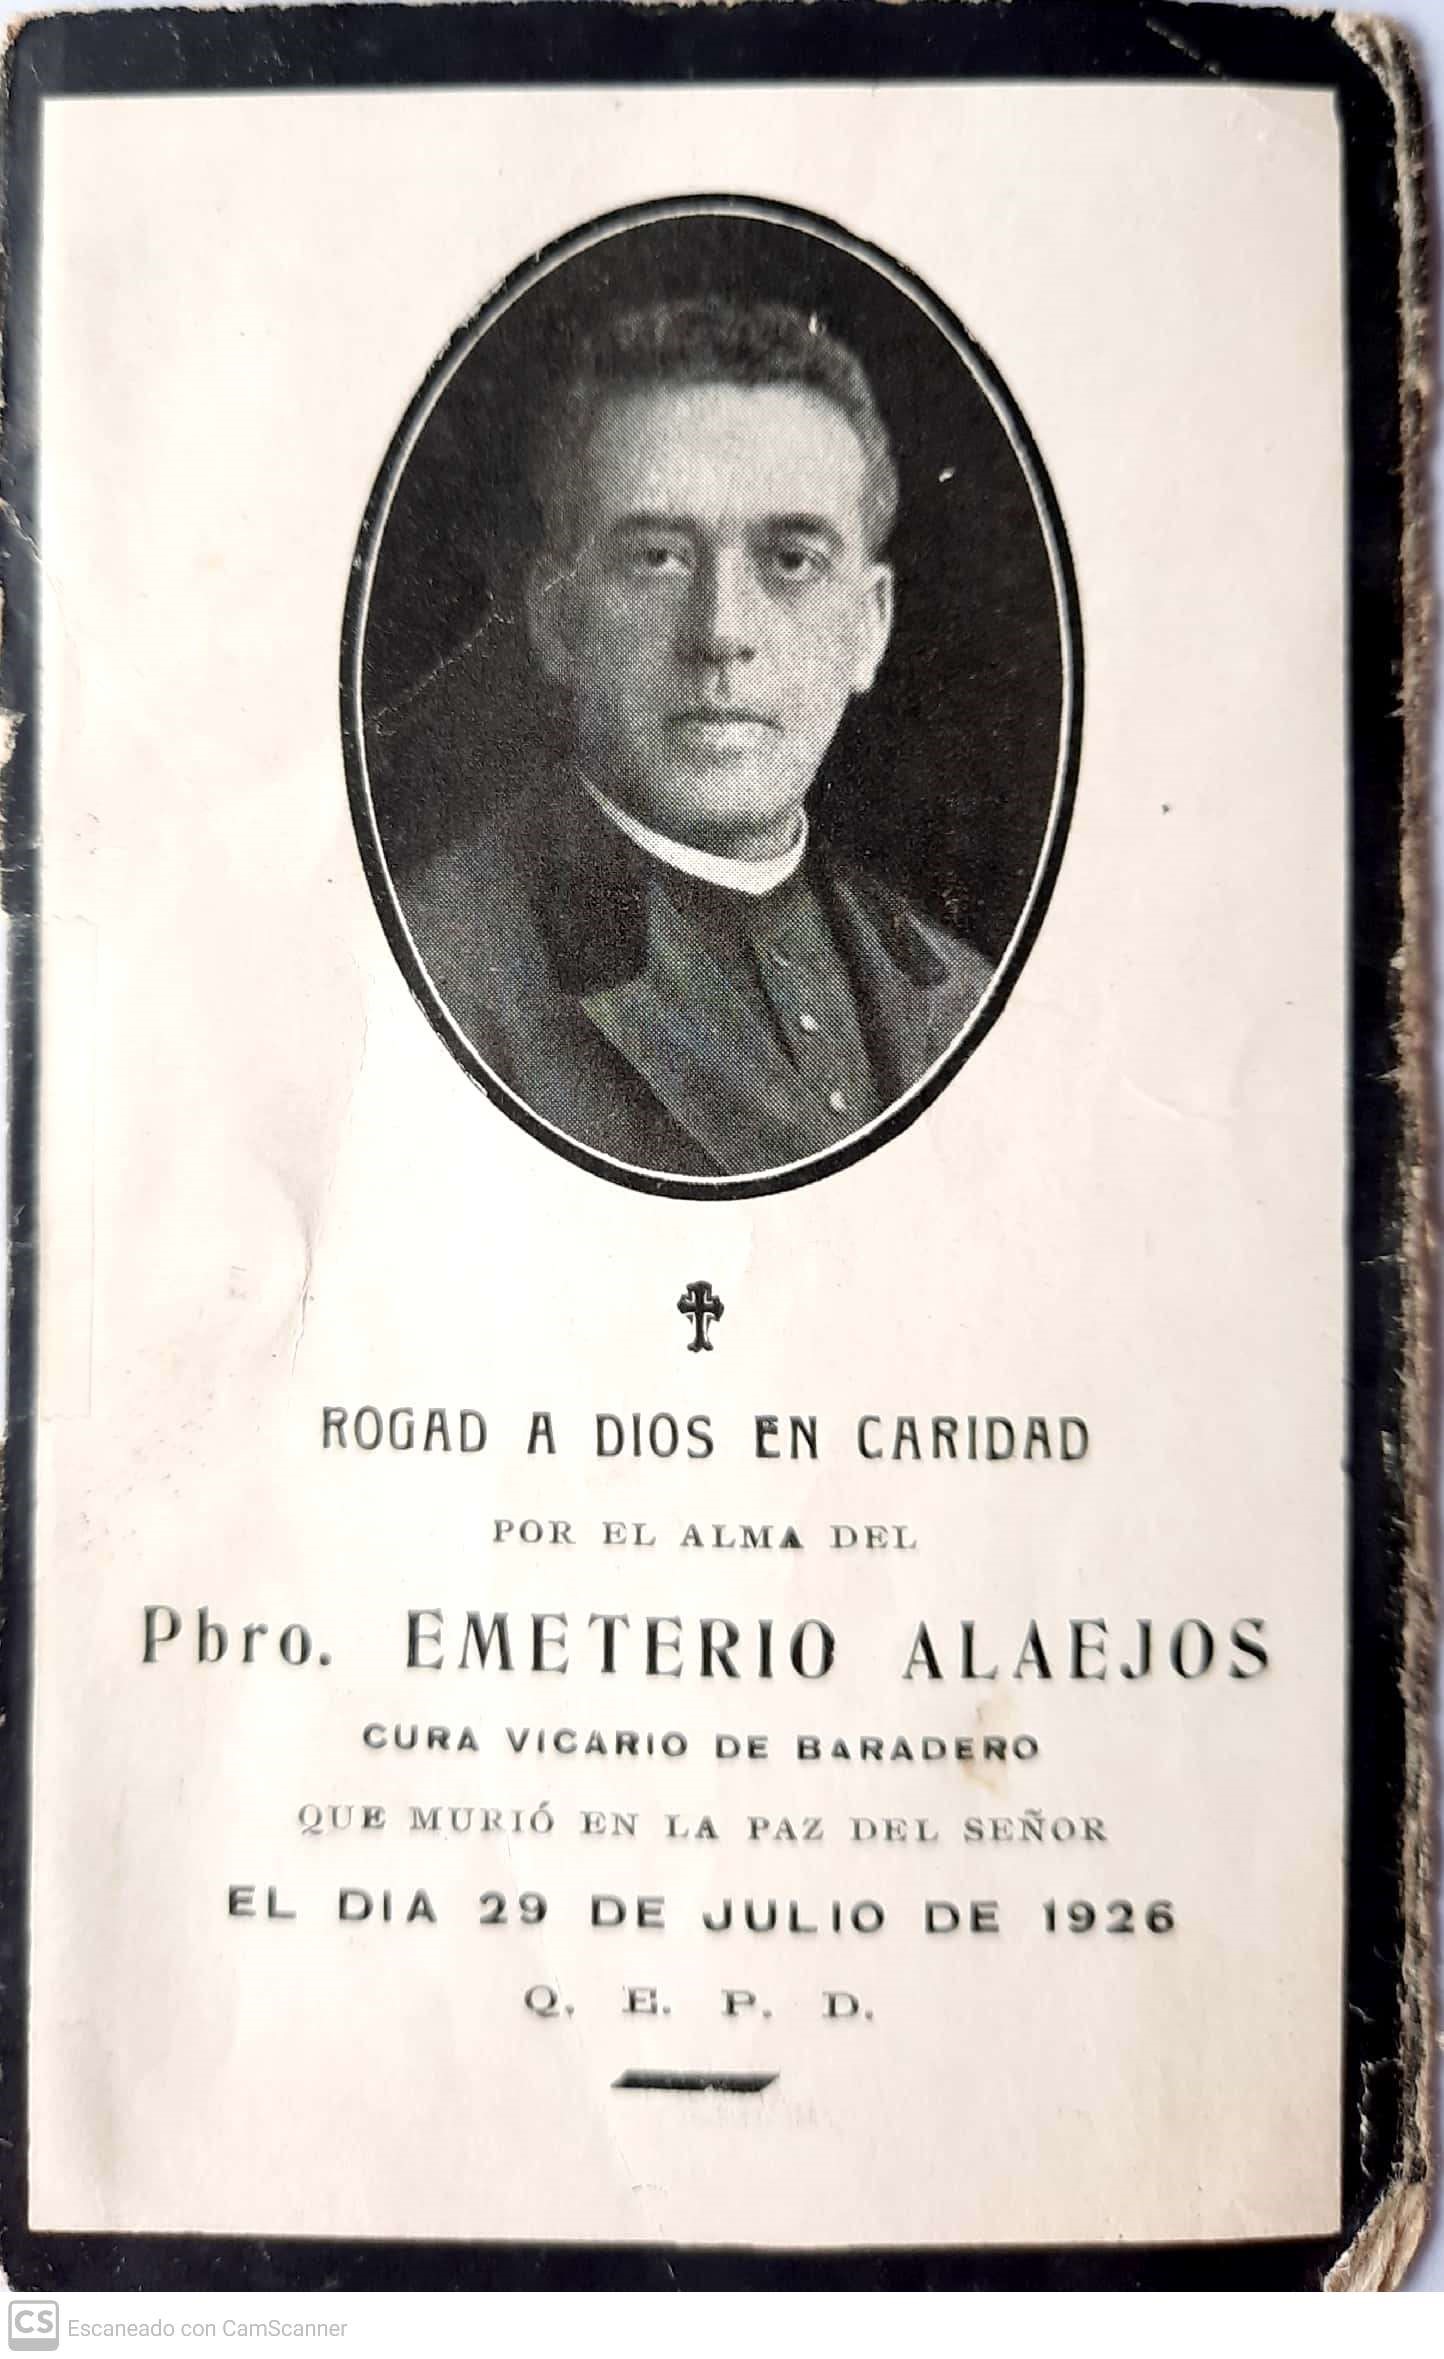 ROGAD A DIOS EN CARIDAD
POR EL ALMA DEL
Pbro. EMETERIO ALAEJOS
CURA VICARIO DE BARADERO
QUE MURIÓ EN LA PAZ DEL SEÑOR
EL DIA 29 DE JULIO DE 1926
Q. E. P. D.
CS Escaneado con CamScanner